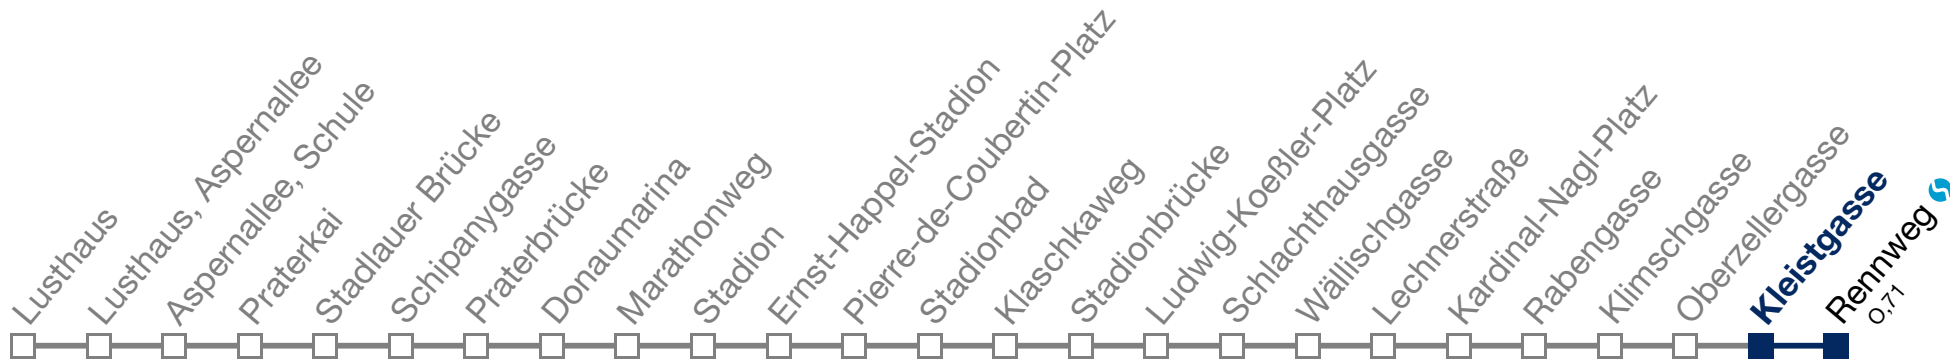 Lusthaus
Lusthaus, Aspernallee
Aspernallee, Schule
Praterkai
Stadlauer Brücke
Schipanygasse
Praterbrücke
Donaumarina
Marathonweg
Stadion
Ernst-Happel-Stadion
Pierre-de-Coubertin-Platz
Stadionbad
Klaschkaweg
Stadionbrücke
Ludwig-Koeßler-Platz
Schlachthausgasse
Wällischgasse
Lechnerstraße
Kardinal-Nagl-Platz
Rabengasse
Klimschgasse
Oberzellergasse
Kleistgasse
Rennweg
O,71